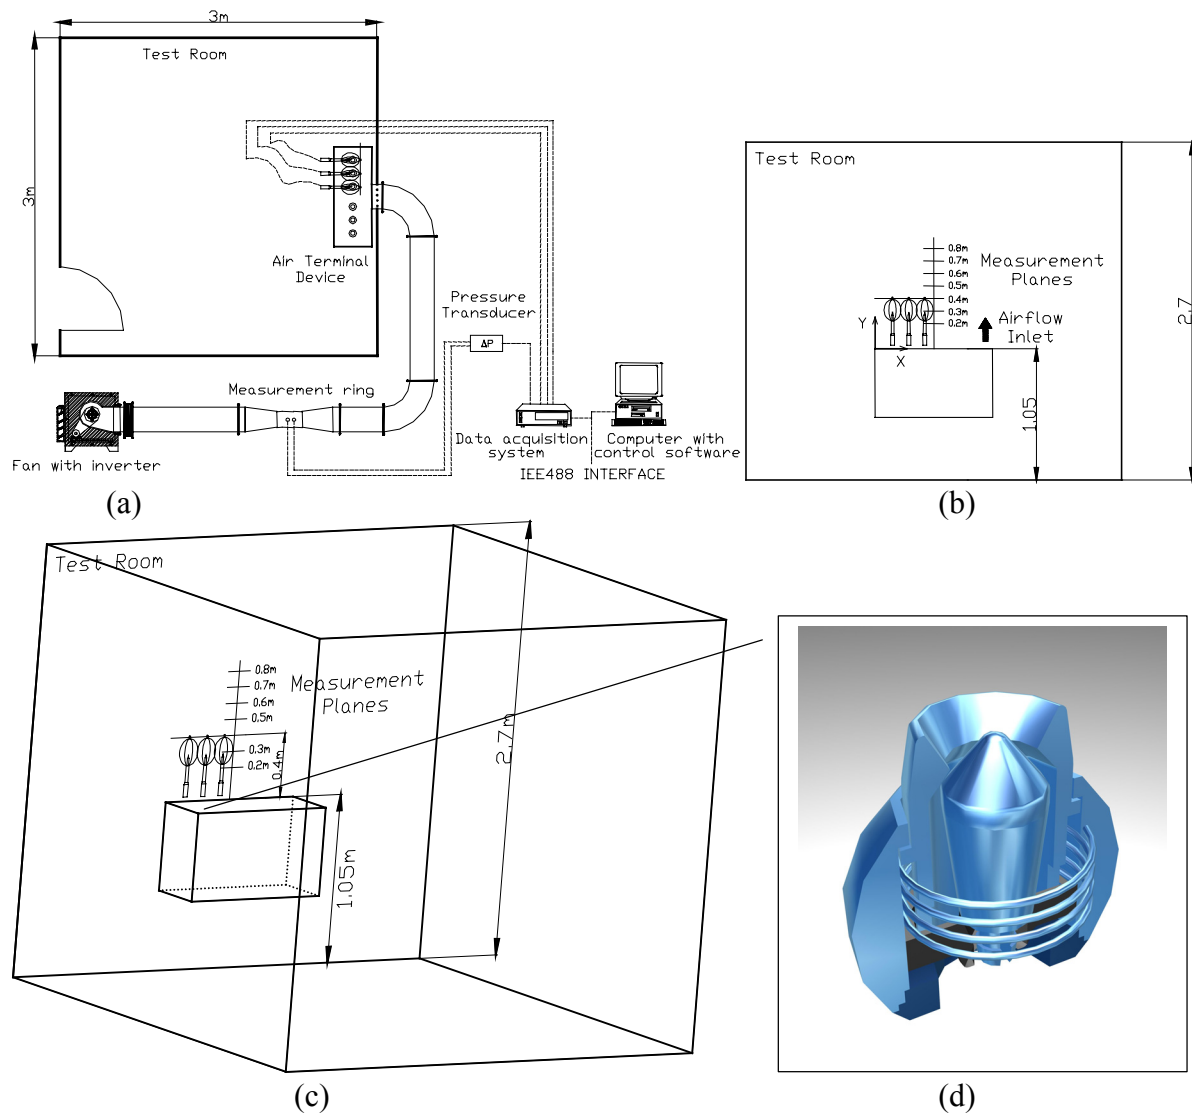 3m
Test Room
3m
Air Terminal
Device
Pressure
Transducer
ΔP
Measurement ring
Fan with inverter
Data acquisition
system
Computer with
control software
IEE488 INTERFACE
(a)
Test Room
0.8m
0.7m
0.6m
0.5m
0.4m
0.3m
0.2m
Measurement
Planes
Airflow
Inlet
Y
X
1.05
2.7
(b)
Test Room
0.8m
0.7m
0.6m
0.5m
0.3m
0.2m
Measurement
Planes
0.4m
2.7m
1.05m
(c)
(d)